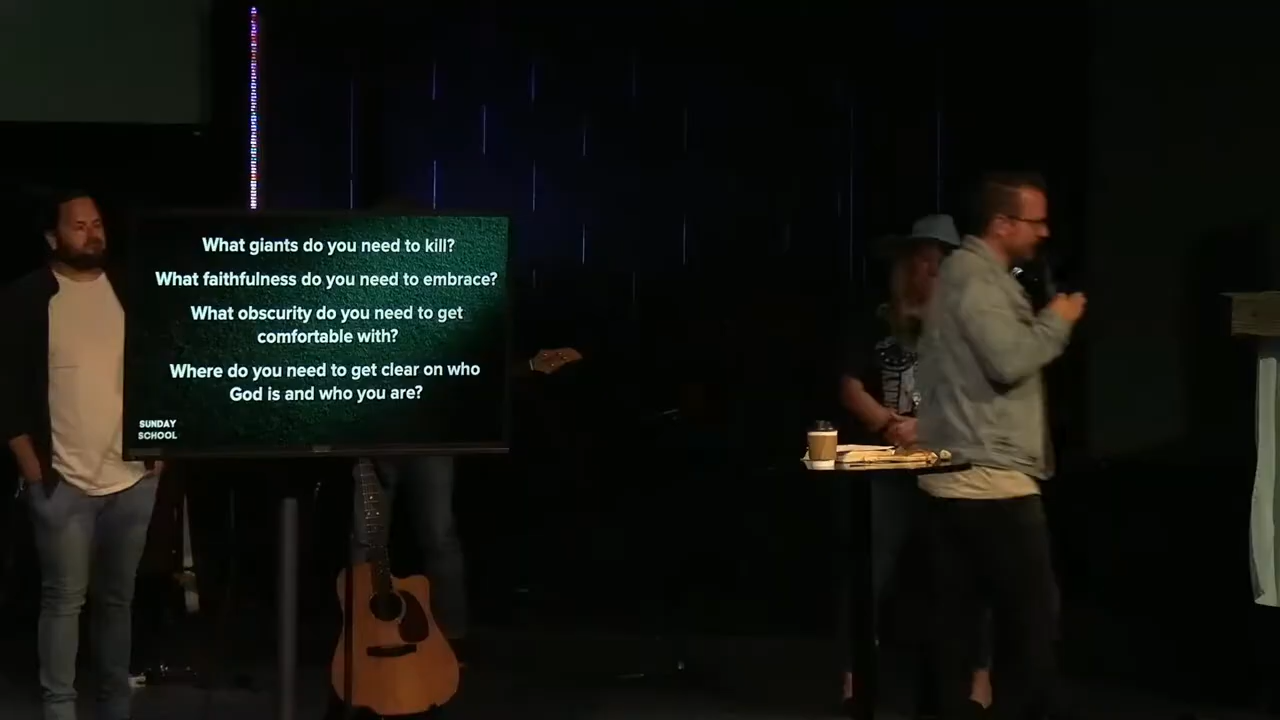 What giants do you need to kill?
What faithfulness do you need to embrace?
What obscurity do you need to get
comfortable with?
Where do you need to get clear on who
God is and who you are?
SUNDAY
SCHOOL